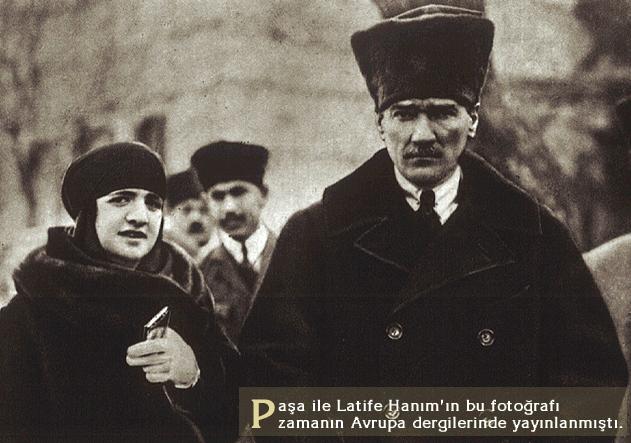 Paşa ile Latife Hanım'ın bu fotoğrafı
zamanın Avrupa dergilerinde yayınlanmıştı.